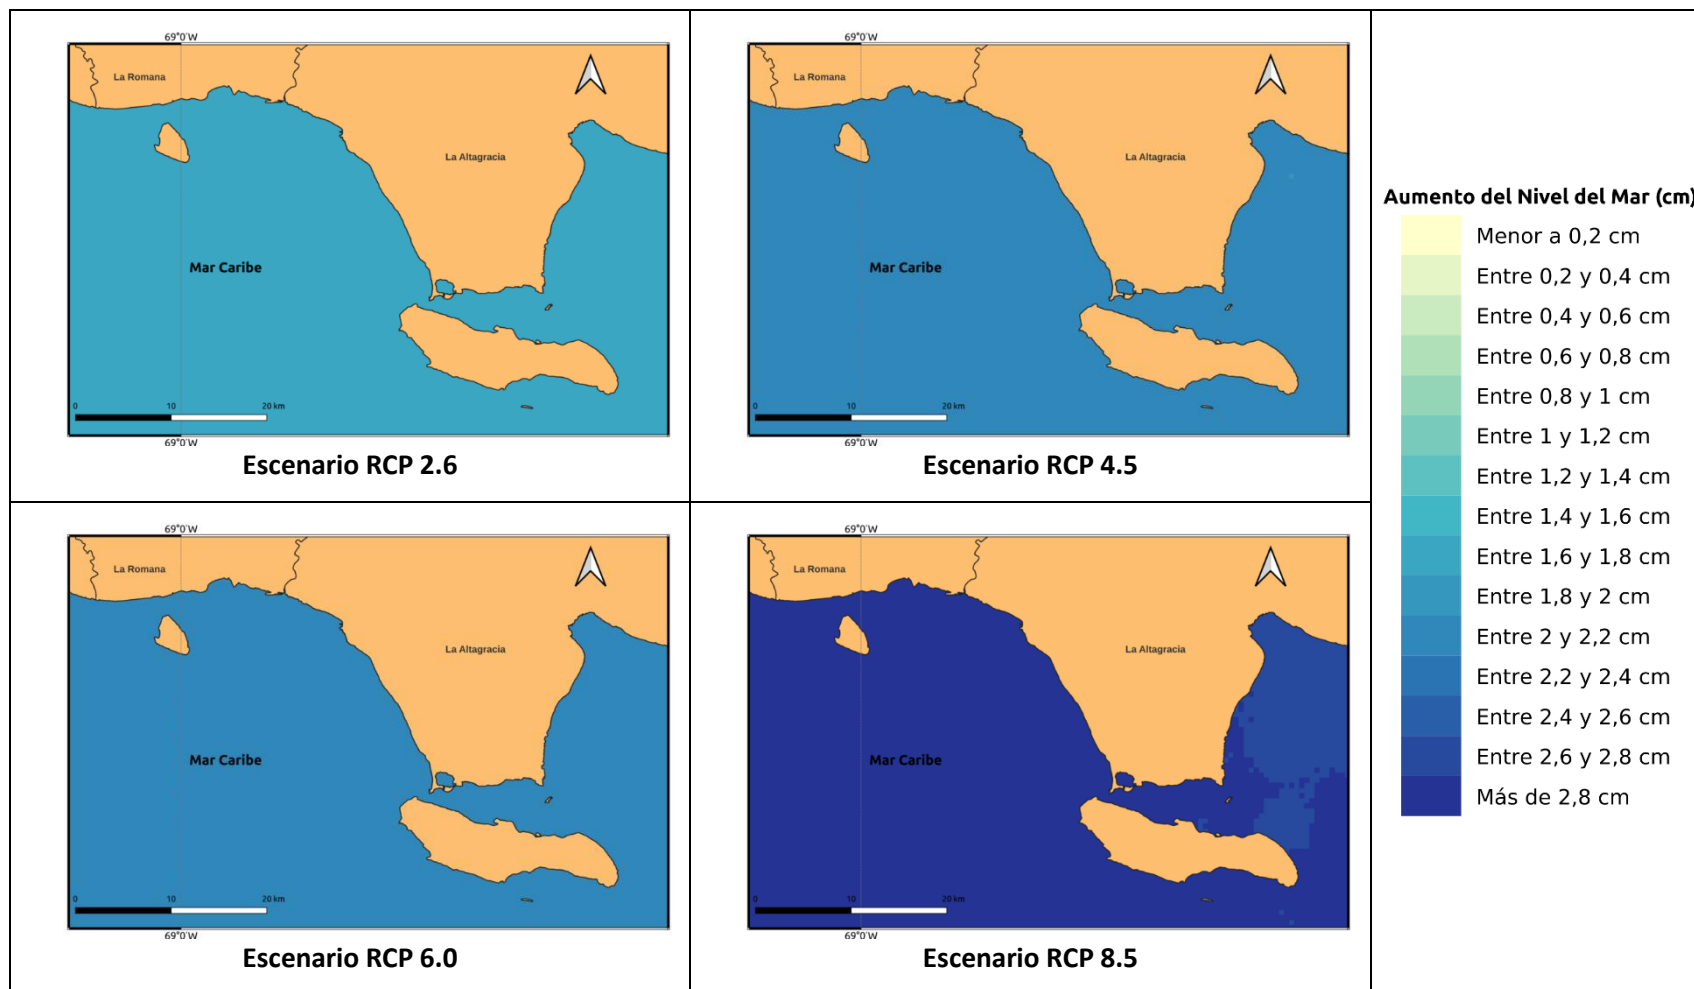 69°0'W
La Romana
La Altagracia
Mar Caribe
0 10 20 km
69°0'W
Escenario RCP 2.6
69°0'W
La Romana
La Altagracia
Mar Caribe
0 10 20 km
69°0'W
Escenario RCP 4.5
69°0'W
La Romana
La Altagracia
Mar Caribe
0 10 20 km
69°0'W
Escenario RCP 6.0
69°0'W
La Romana
La Altagracia
Mar Caribe
0 10 20 km
69°0'W
Escenario RCP 8.5
Aumento del Nivel del Mar (cm)
Menor a 0,2 cm
Entre 0,2 y 0,4 cm
Entre 0,4 y 0,6 cm
Entre 0,6 y 0,8 cm
Entre 0,8 y 1 cm
Entre 1 y 1,2 cm
Entre 1,2 y 1,4 cm
Entre 1,4 y 1,6 cm
Entre 1,6 y 1,8 cm
Entre 1,8 y 2 cm
Entre 2 y 2,2 cm
Entre 2,2 y 2,4 cm
Entre 2,4 y 2,6 cm
Entre 2,6 y 2,8 cm
Más de 2,8 cm